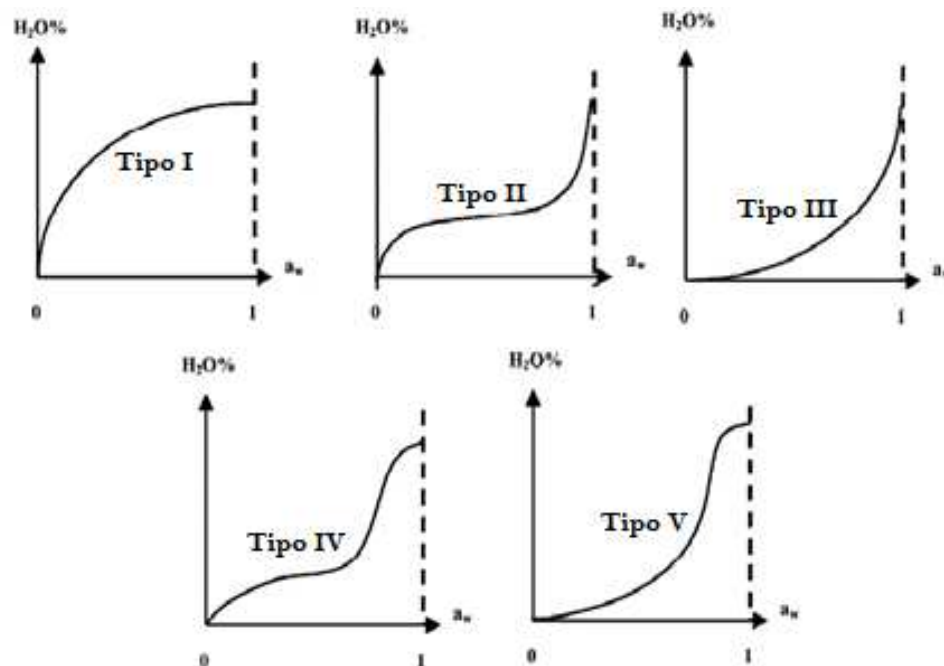 H₂O%
Tipo I
aw
0 1
H₂O%
Tipo II
aw
0 1
H₂O%
Tipo III
0 1
H₂O%
Tipo IV
aw
0 1
H₂O%
Tipo V
aw
0 1